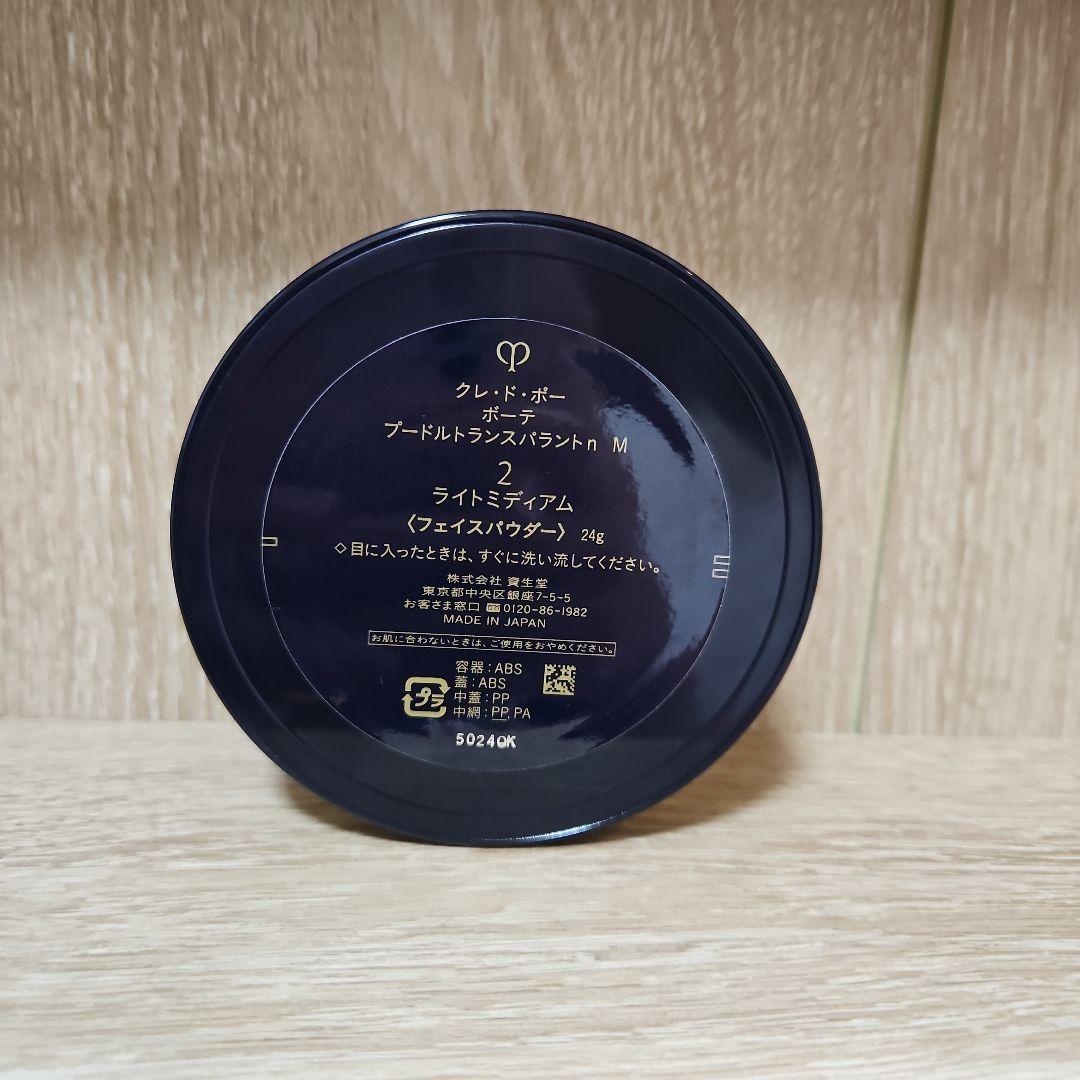 クレ・ド・ポー
ボーテ
プードルトランスパラントn M
2
ライトミディアム
〈フェイスパウダー〉 24g
◇目に入ったときは、すぐに洗い流してください。
株式会社 資生堂
東京都中央区銀座7-5-5
お客さま窓口 ☎0120-86-1982
MADE IN JAPAN
お肌に合わないときは、ご使用をおやめください。
容器:ABS
蓋:ABS
プラ
中蓋:PP
中網:PP, PA
5024QK